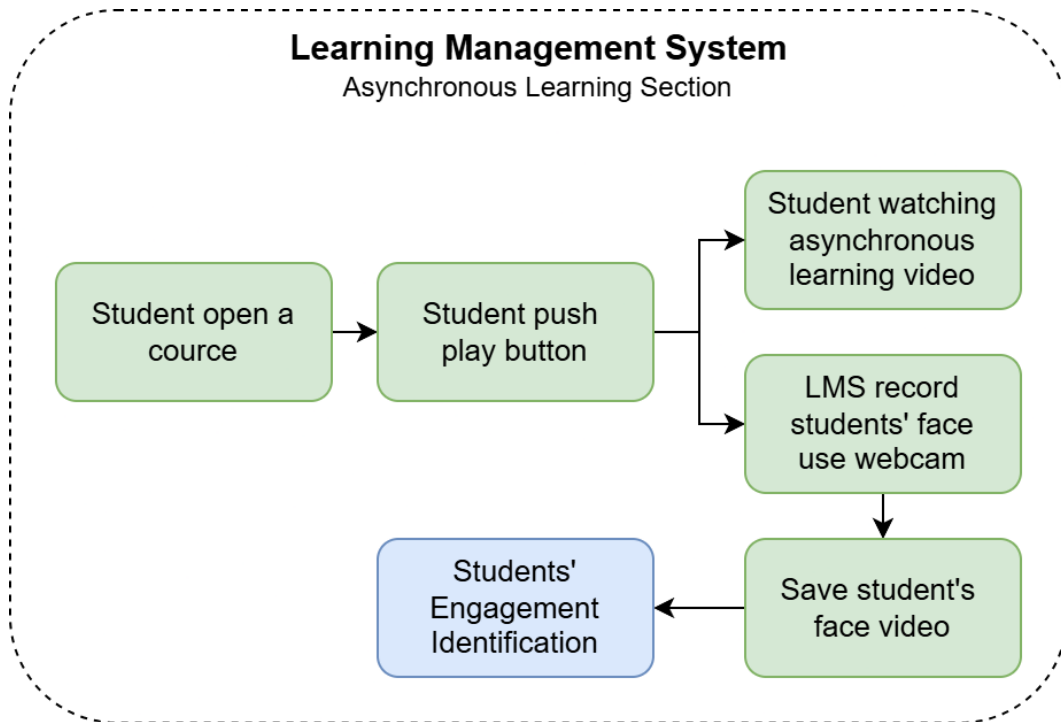 Learning Management System
Asynchronous Learning Section
Student open a
cource
Student push
play button
Student watching
asynchronous
learning video
LMS record
students' face
use webcam
Save student's
face video
Students'
Engagement
Identification